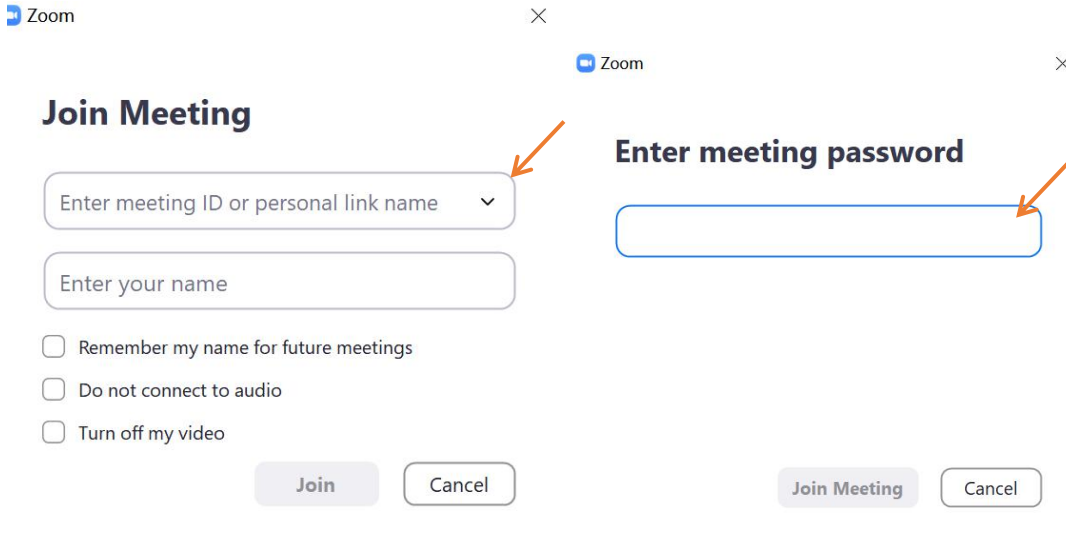 Zoom
Join Meeting
Enter meeting ID or personal link name
Enter your name
Remember my name for future meetings
Do not connect to audio
Turn off my video
Join
Cancel
Zoom
Enter meeting password
Join Meeting
Cancel